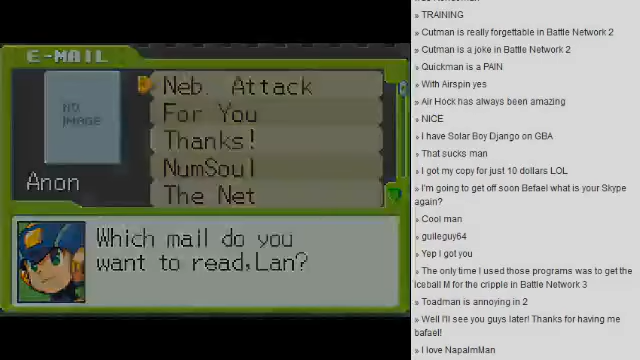 E-MAIL
Neb. Attack
For You
Thanks!
NumSoul
The Net
NO
IMAGE
Anon
Which mail do you
want to read,Lan?
» TRAINING
» Cutman is really forgettable in Battle Network 2
» Cutman is a joke in Battle Network 2
» Quickman is a PAIN
» With Airspin yes
» Air Hock has always been amazing
» NICE
» I have Solar Boy Django on GBA
» That sucks man
» I got my copy for just 10 dollars LOL
» I'm going to get off soon Befael what is your Skype
again?
» Cool man
» guileguy64
» Yep I got you
» The only time I used those programs was to get the
iceball M for the cripple in Battle Network 3
» Toadman is annoying in 2
» Well I'll see you guys later! Thanks for having me
bafael!
» I love NapalmMan